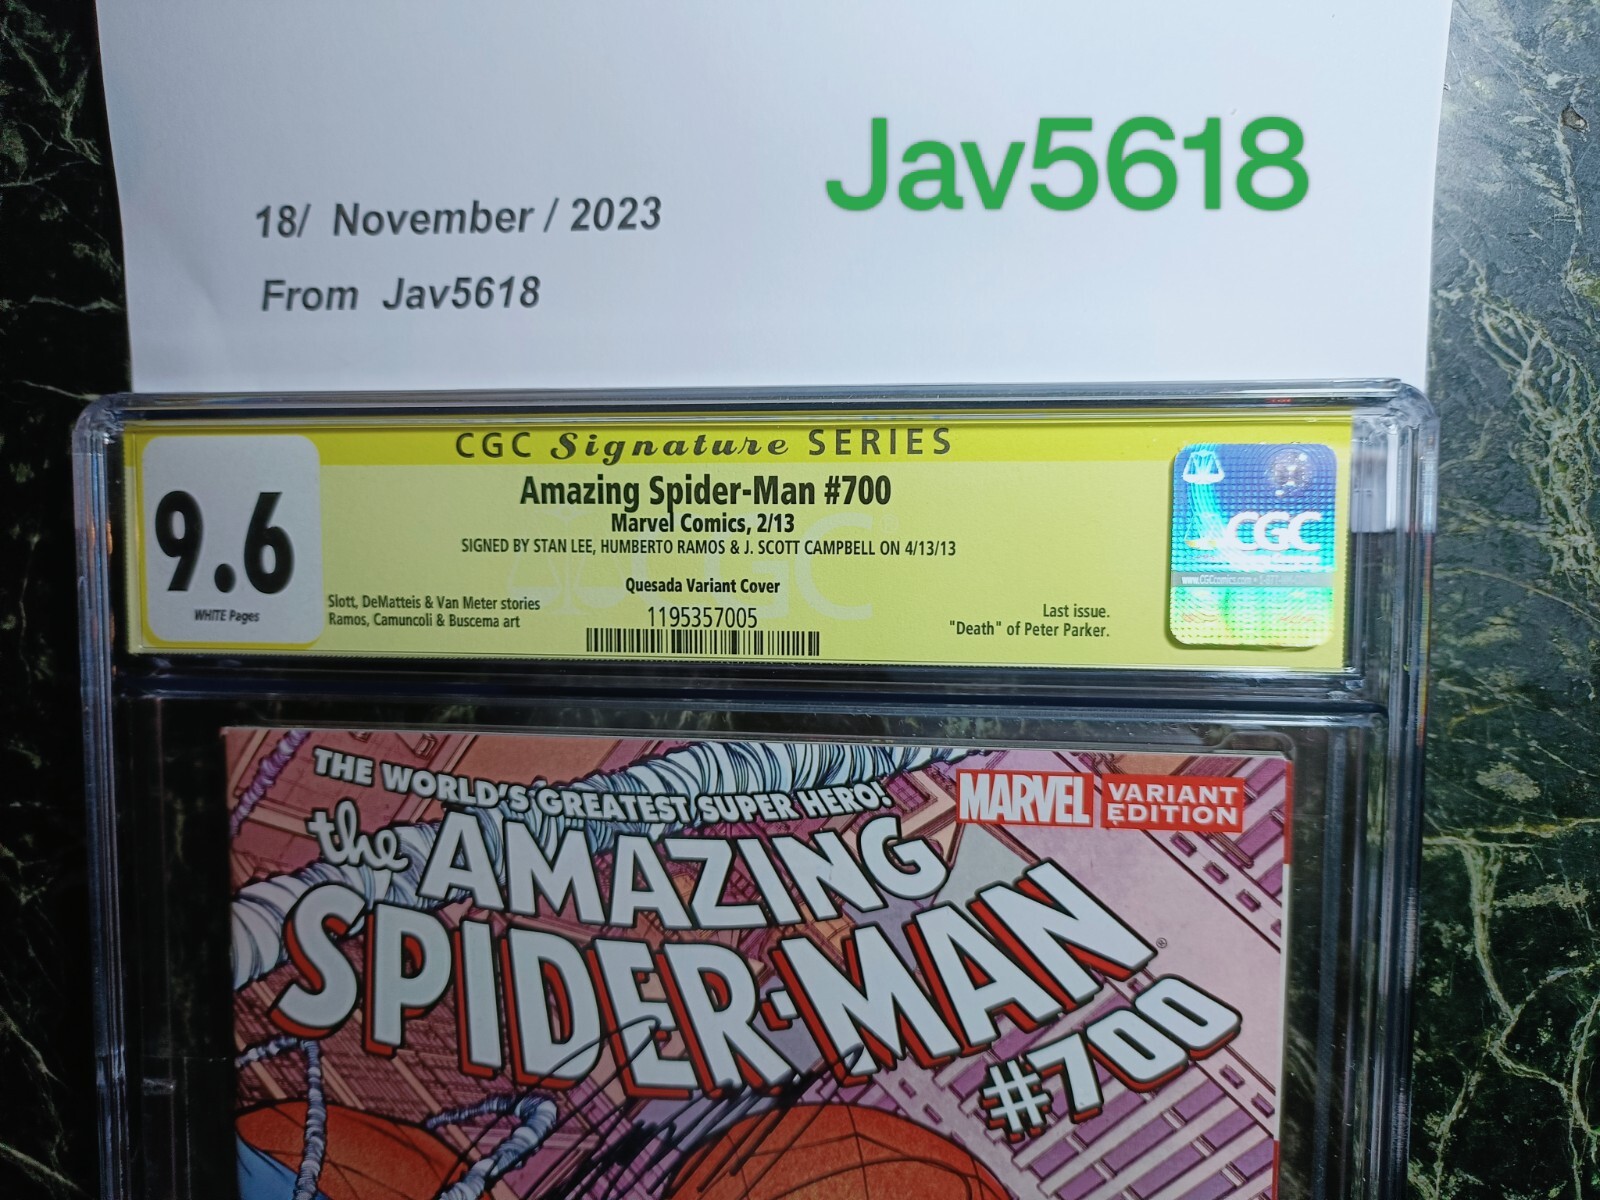 Jav5618
18/ November / 2023
From Jav5618
CGC Signature SERIES
9.6
WHITE Pages
Amazing Spider-Man #700
Marvel Comics, 2/13
SIGNED BY STAN LEE, HUMBERTO RAMOS & J. SCOTT CAMPBELL ON 4/13/13
Quesada Variant Cover
Slott, DeMatteis & Van Meter stories
Ramos, Camuncoli & Buscema art
1195357005
Last issue.
"Death" of Peter Parker.
CGC
THE WORLD'S GREATEST SUPER HERO!
MARVEL VARIANT
EDITION
the AMAZING
SPIDER-MAN
#700